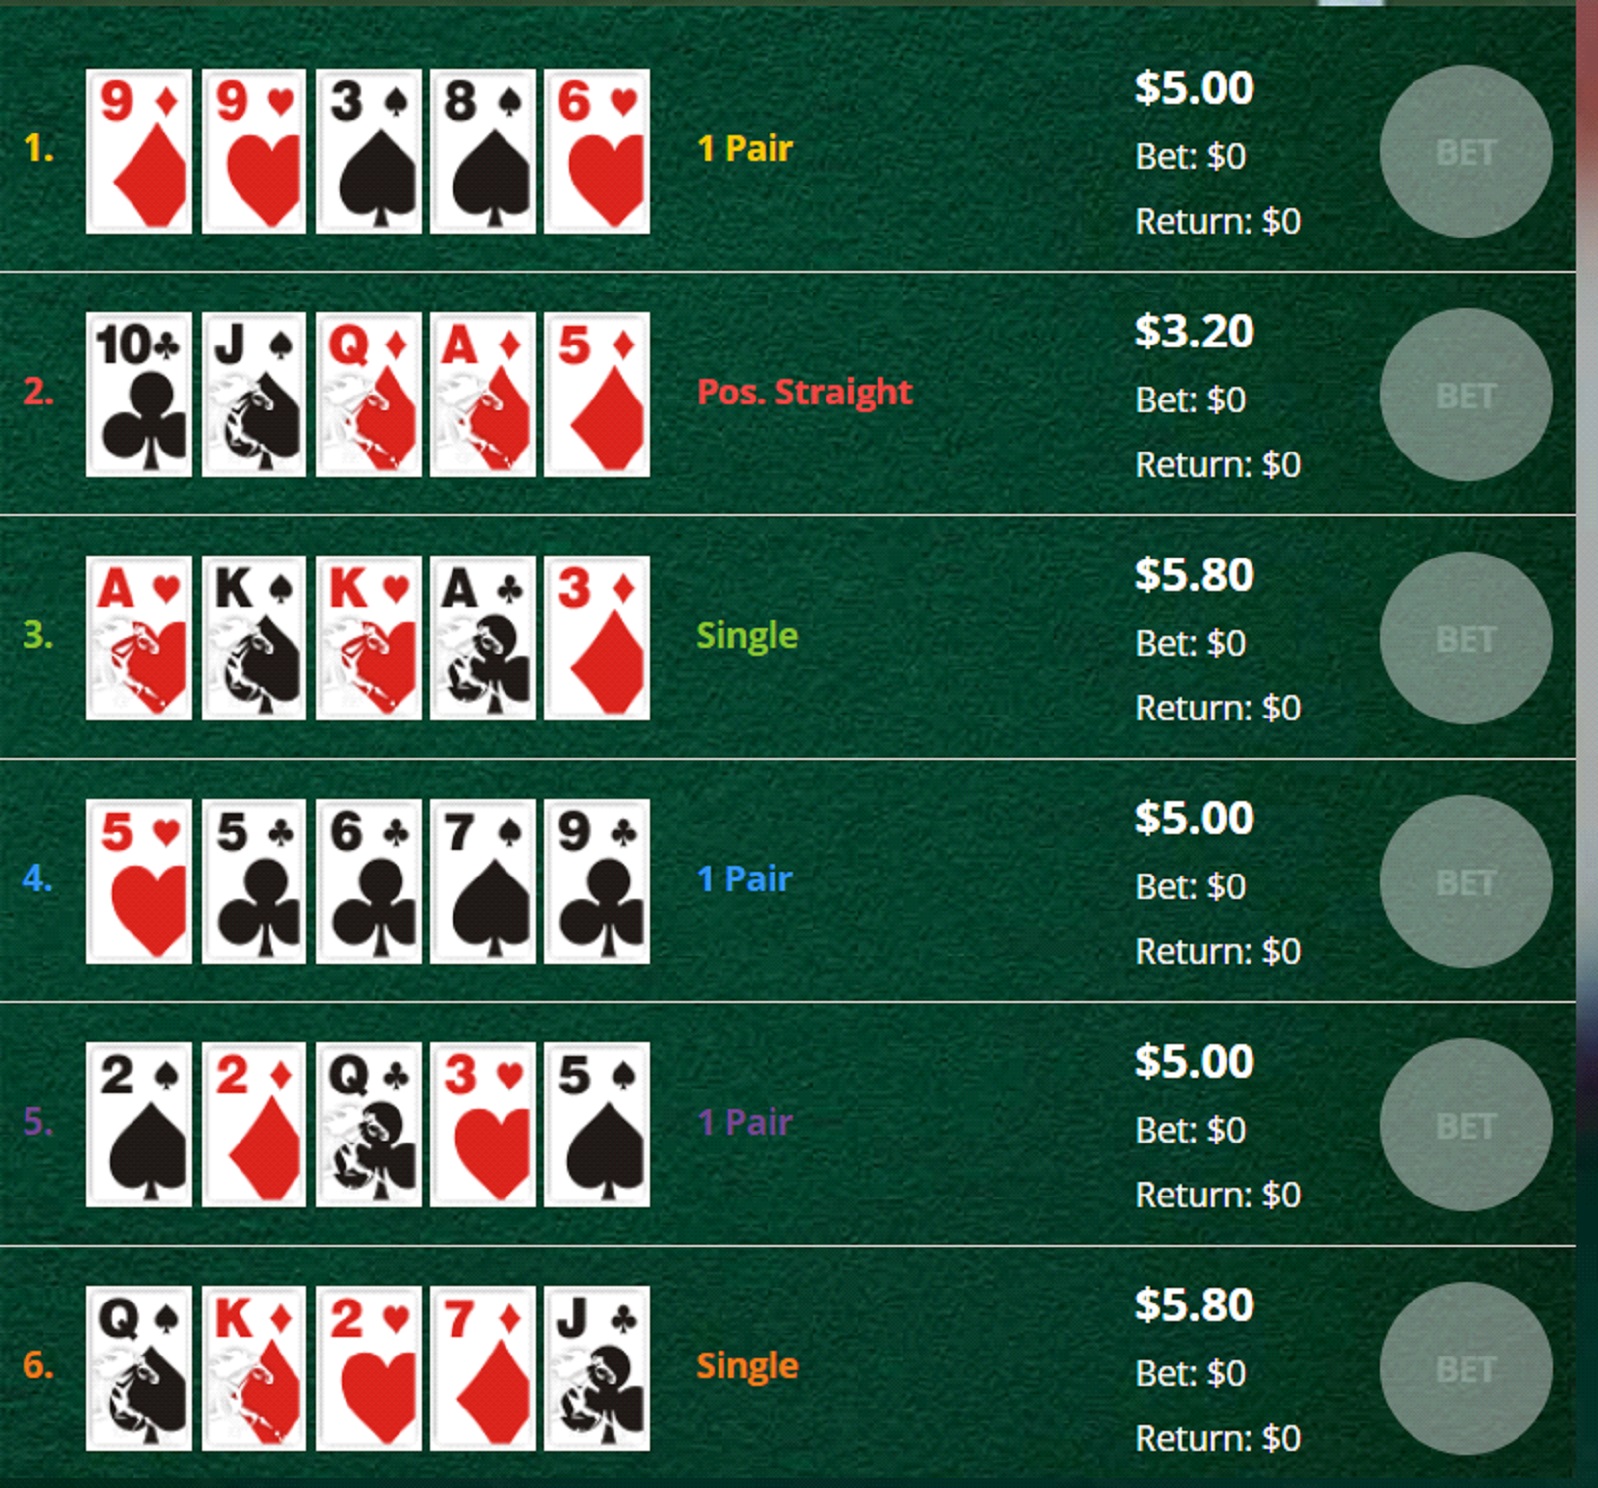 1. 9 9 3 8 6 1 Pair $5.00
Bet: $0 BET
Return: $0
2. 10 J Q A 5 Pos. Straight $3.20
Bet: $0 BET
Return: $0
3. A K K A 3 Single $5.80
Bet: $0 BET
Return: $0
4. 5 5 6 7 9 1 Pair $5.00
Bet: $0 BET
Return: $0
5. 2 2 Q 3 5 1 Pair $5.00
Bet: $0 BET
Return: $0
6. Q K 2 7 J Single $5.80
Bet: $0 BET
Return: $0